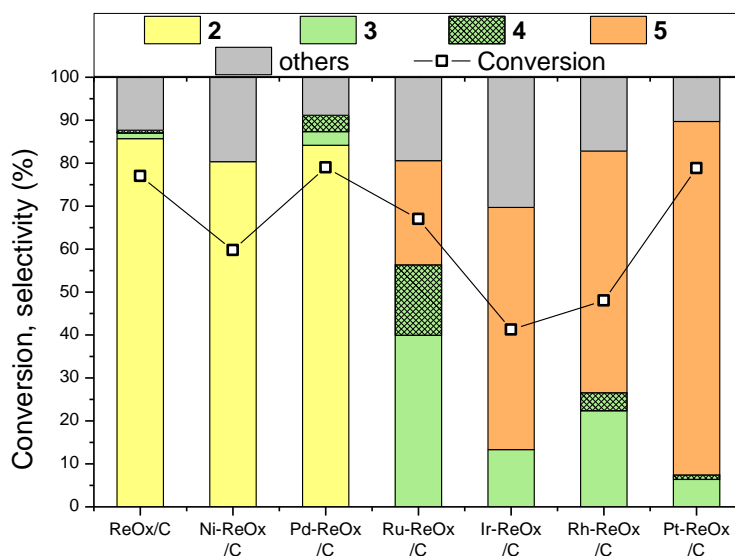 2 3 4 5
others Conversion
Conversion, selectivity (%)
100
90
80
70
60
50
40
30
20
10
0
ReOx/C Ni-ReOx Pd-ReOx Ru-ReOx Ir-ReOx Rh-ReOx Pt-ReOx
/C /C /C /C /C /C